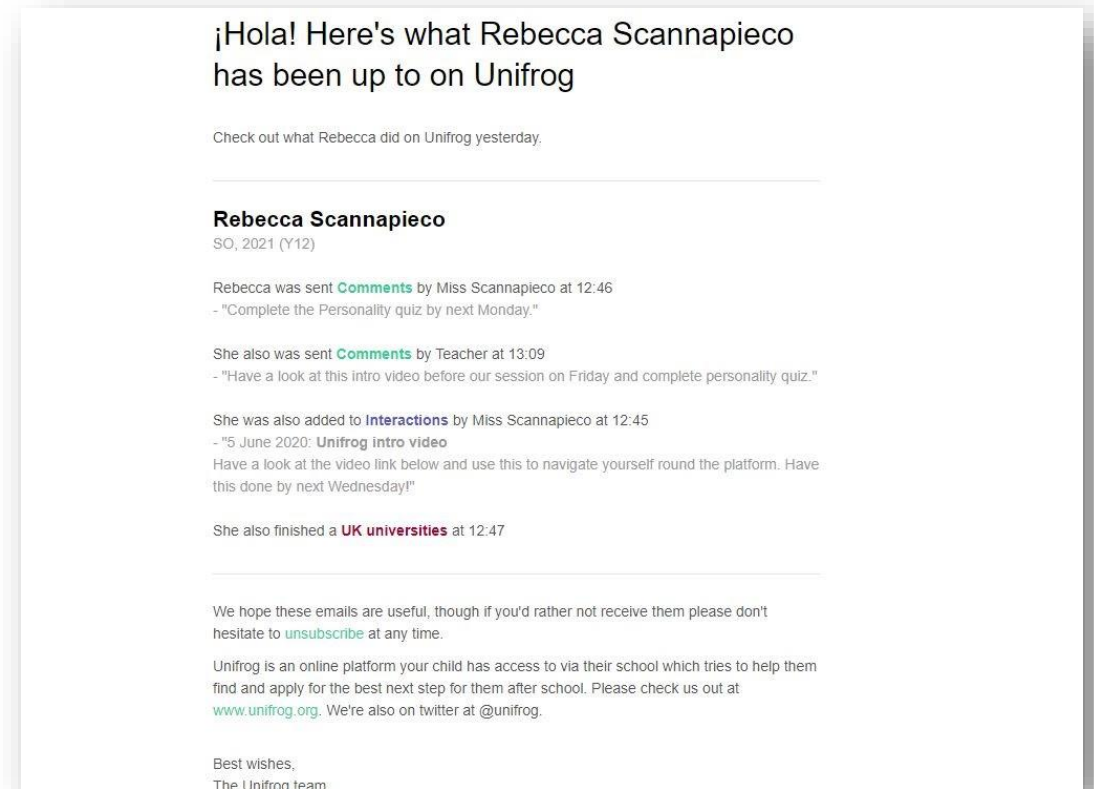 ¡Hola! Here's what Rebecca Scannapieco
has been up to on Unifrog
Check out what Rebecca did on Unifrog yesterday.
Rebecca Scannapieco
SO, 2021 (Y12)
Rebecca was sent Comments by Miss Scannapieco at 12:46
- "Complete the Personality quiz by next Monday."
She also was sent Comments by Teacher at 13:09
- "Have a look at this intro video before our session on Friday and complete personality quiz."
She was also added to Interactions by Miss Scannapieco at 12:45
- "5 June 2020: Unifrog intro video
Have a look at the video link below and use this to navigate yourself round the platform. Have
this done by next Wednesday!"
She also finished a UK universities at 12:47
We hope these emails are useful, though if you'd rather not receive them please don't
hesitate to unsubscribe at any time.
Unifrog is an online platform your child has access to via their school which tries to help them
find and apply for the best next step for them after school. Please check us out at
www.unifrog.org. We're also on twitter at @unifrog.
Best wishes,
The Unifrog team